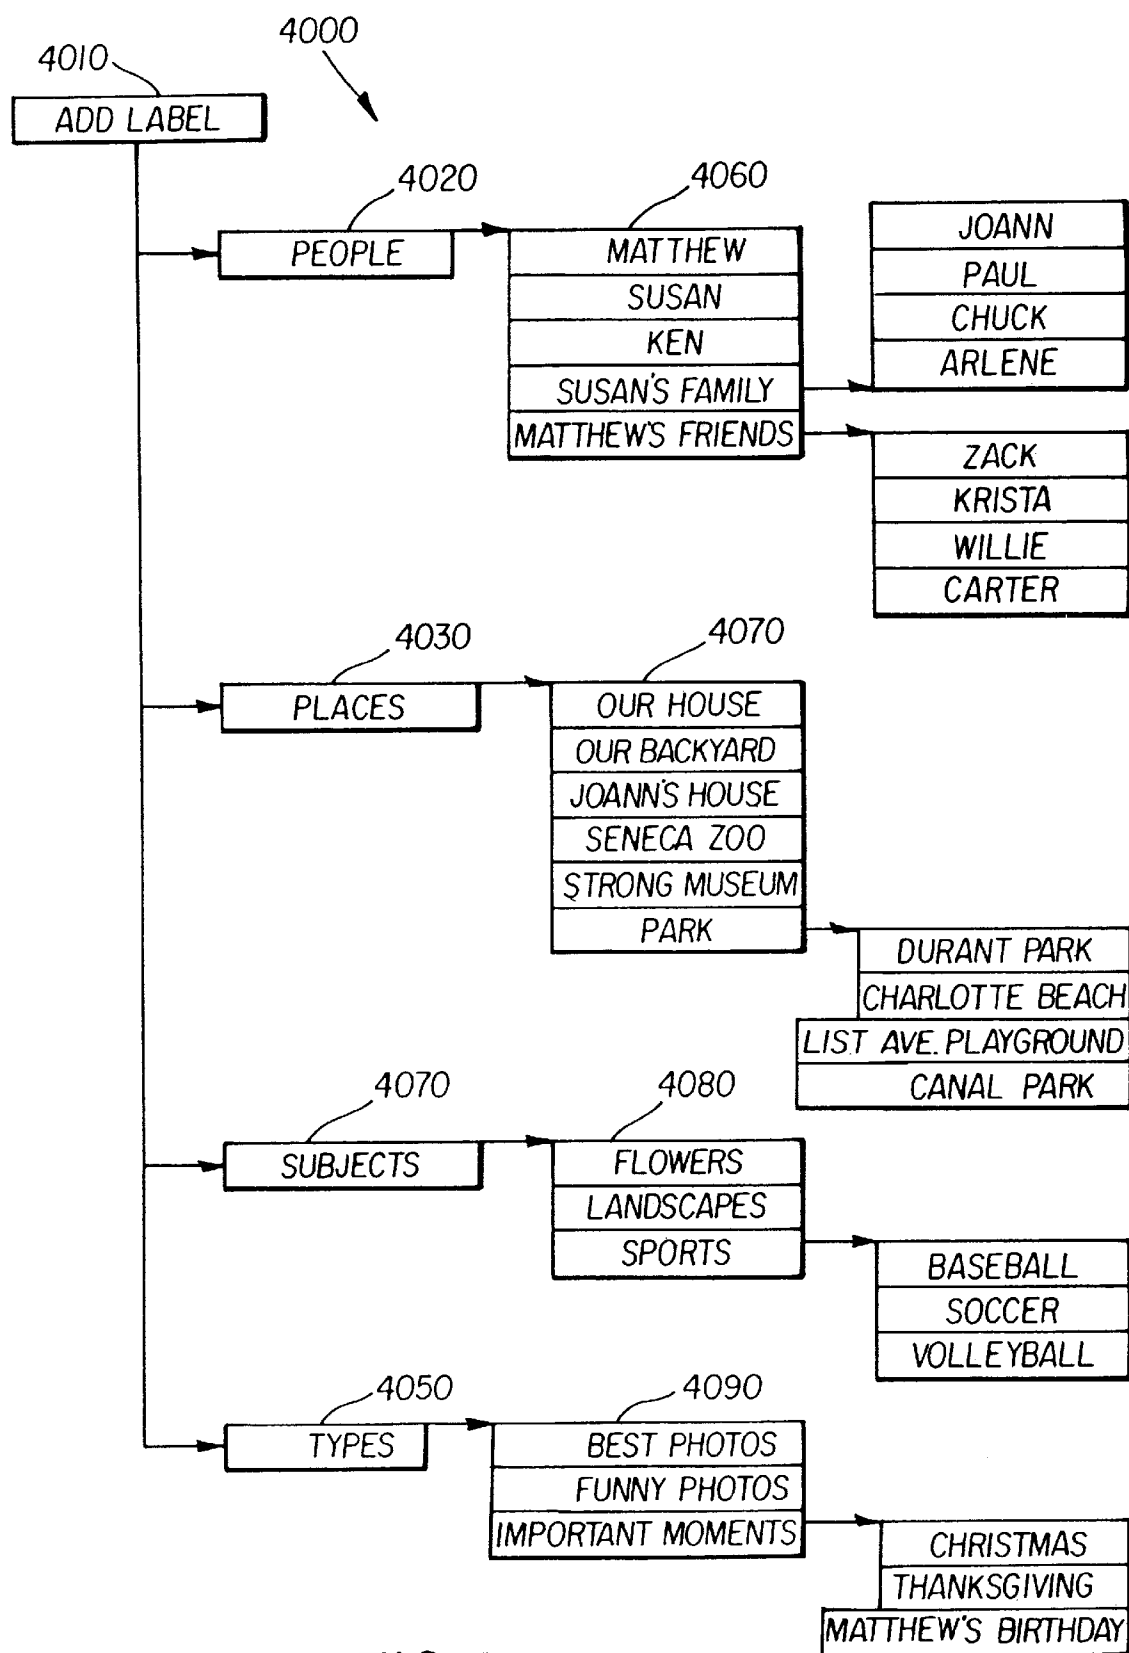 4000
4010
ADD LABEL
4020
PEOPLE
4060
MATTHEW
SUSAN
KEN
SUSAN'S FAMILY
MATTHEW'S FRIENDS
JOANN
PAUL
CHUCK
ARLENE
ZACK
KRISTA
WILLIE
CARTER
4030
PLACES
4070
OUR HOUSE
OUR BACKYARD
JOANN'S HOUSE
SENECA ZOO
STRONG MUSEUM
PARK
DURANT PARK
CHARLOTTE BEACH
LIST AVE. PLAYGROUND
CANAL PARK
4070
SUBJECTS
4080
FLOWERS
LANDSCAPES
SPORTS
BASEBALL
SOCCER
VOLLEYBALL
4050
TYPES
4090
BEST PHOTOS
FUNNY PHOTOS
IMPORTANT MOMENTS
CHRISTMAS
THANKSGIVING
MATTHEW'S BIRTHDAY